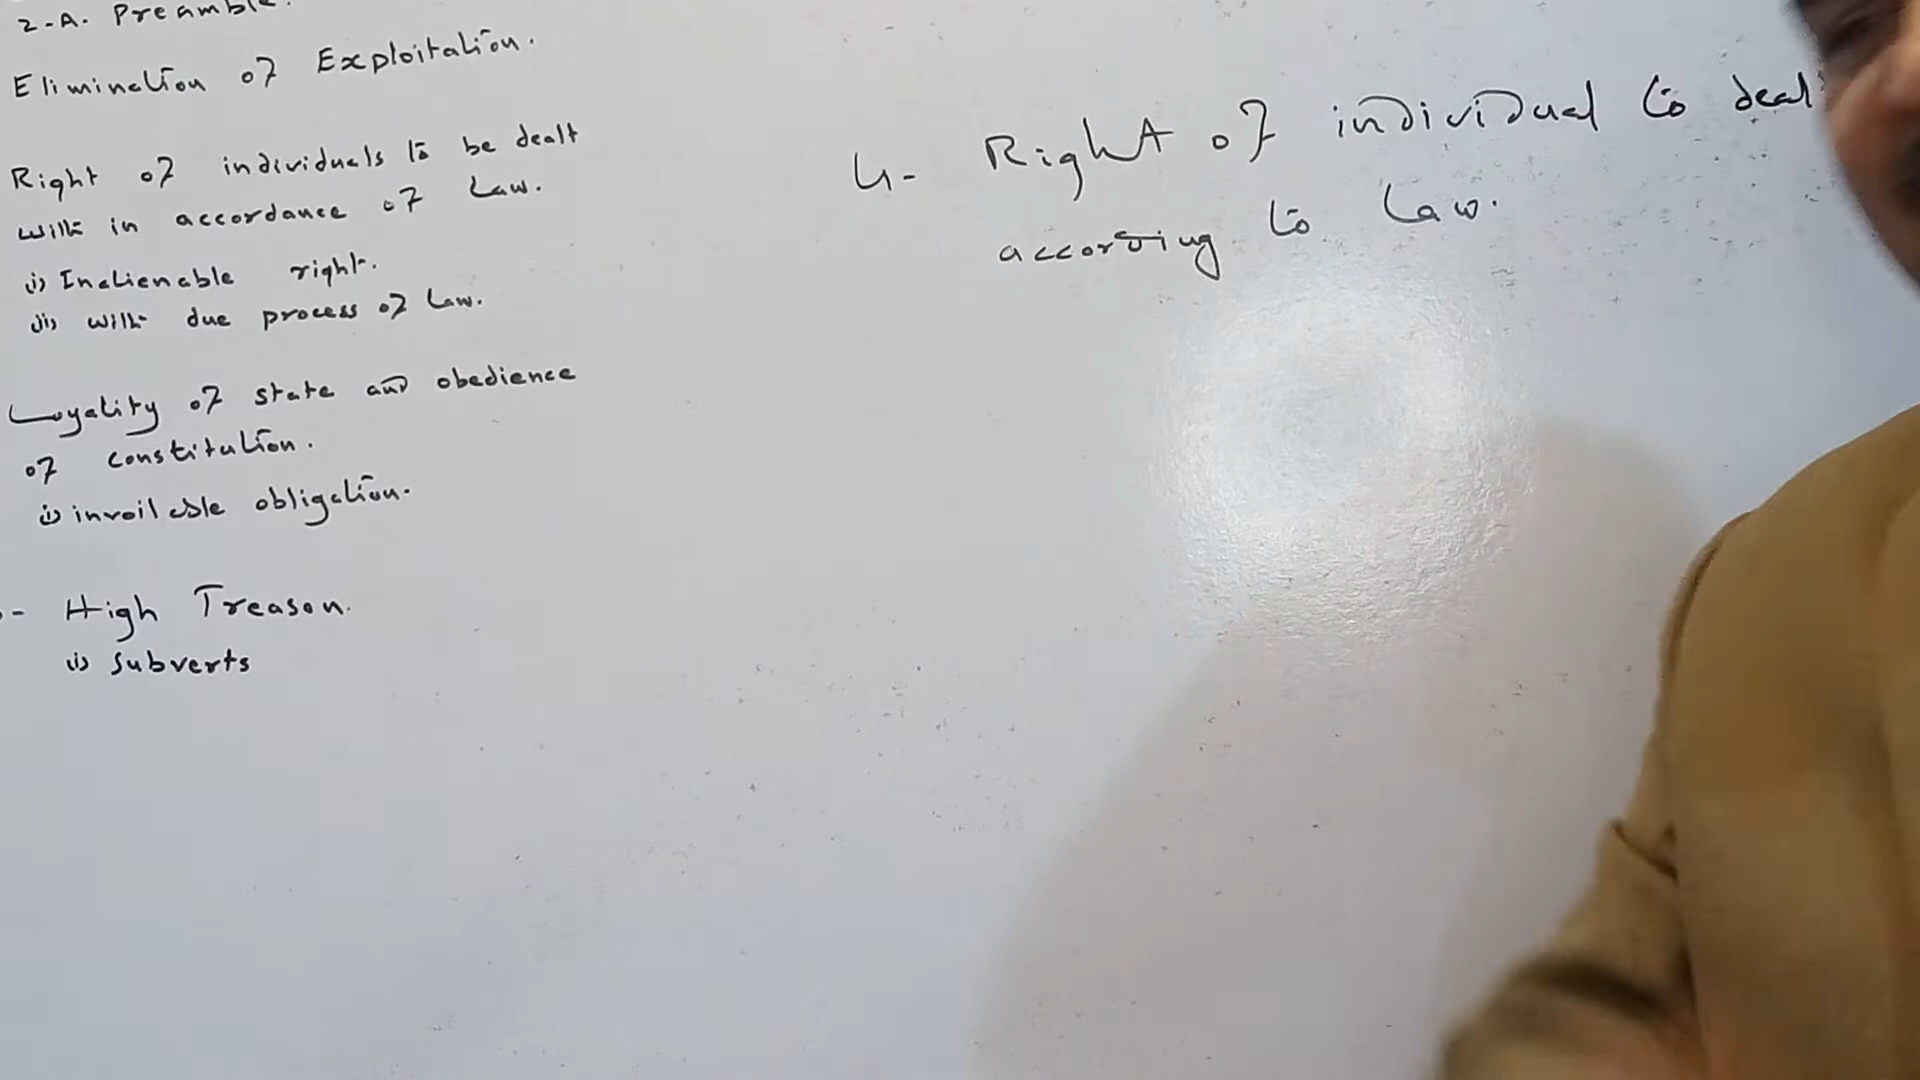 2-A. Preamble.
Elimination of Exploitation.
Right of individuals to be dealt
with in accordance of Law.
i) Inalienable right.
ii) with due process of Law.
Loyality of state and obedience
of constitution.
i) invoilable obligation.
- High Treason.
i) Subverts
4- Right of individual to deal
according to Law.